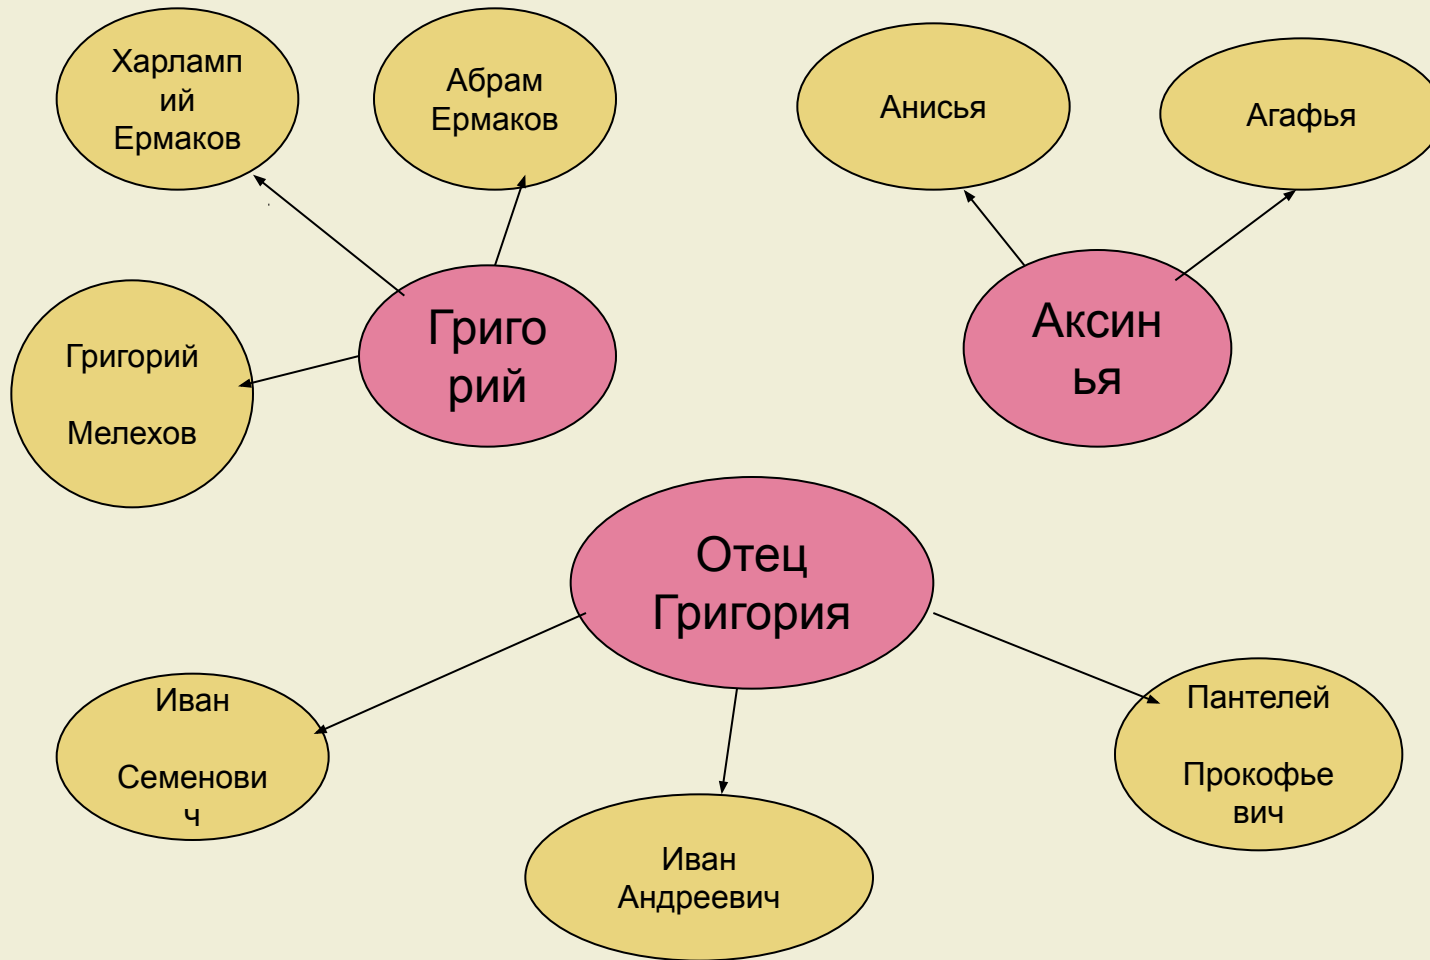 Харламп
ий
Ермаков
Абрам
Ермаков
Анисья
Агафья
Григо
рий
Аксин
ья
Григорий
Мелехов
Отец
Григория
Иван
Семенови
ч
Иван
Андреевич
Пантелей
Прокофье
вич